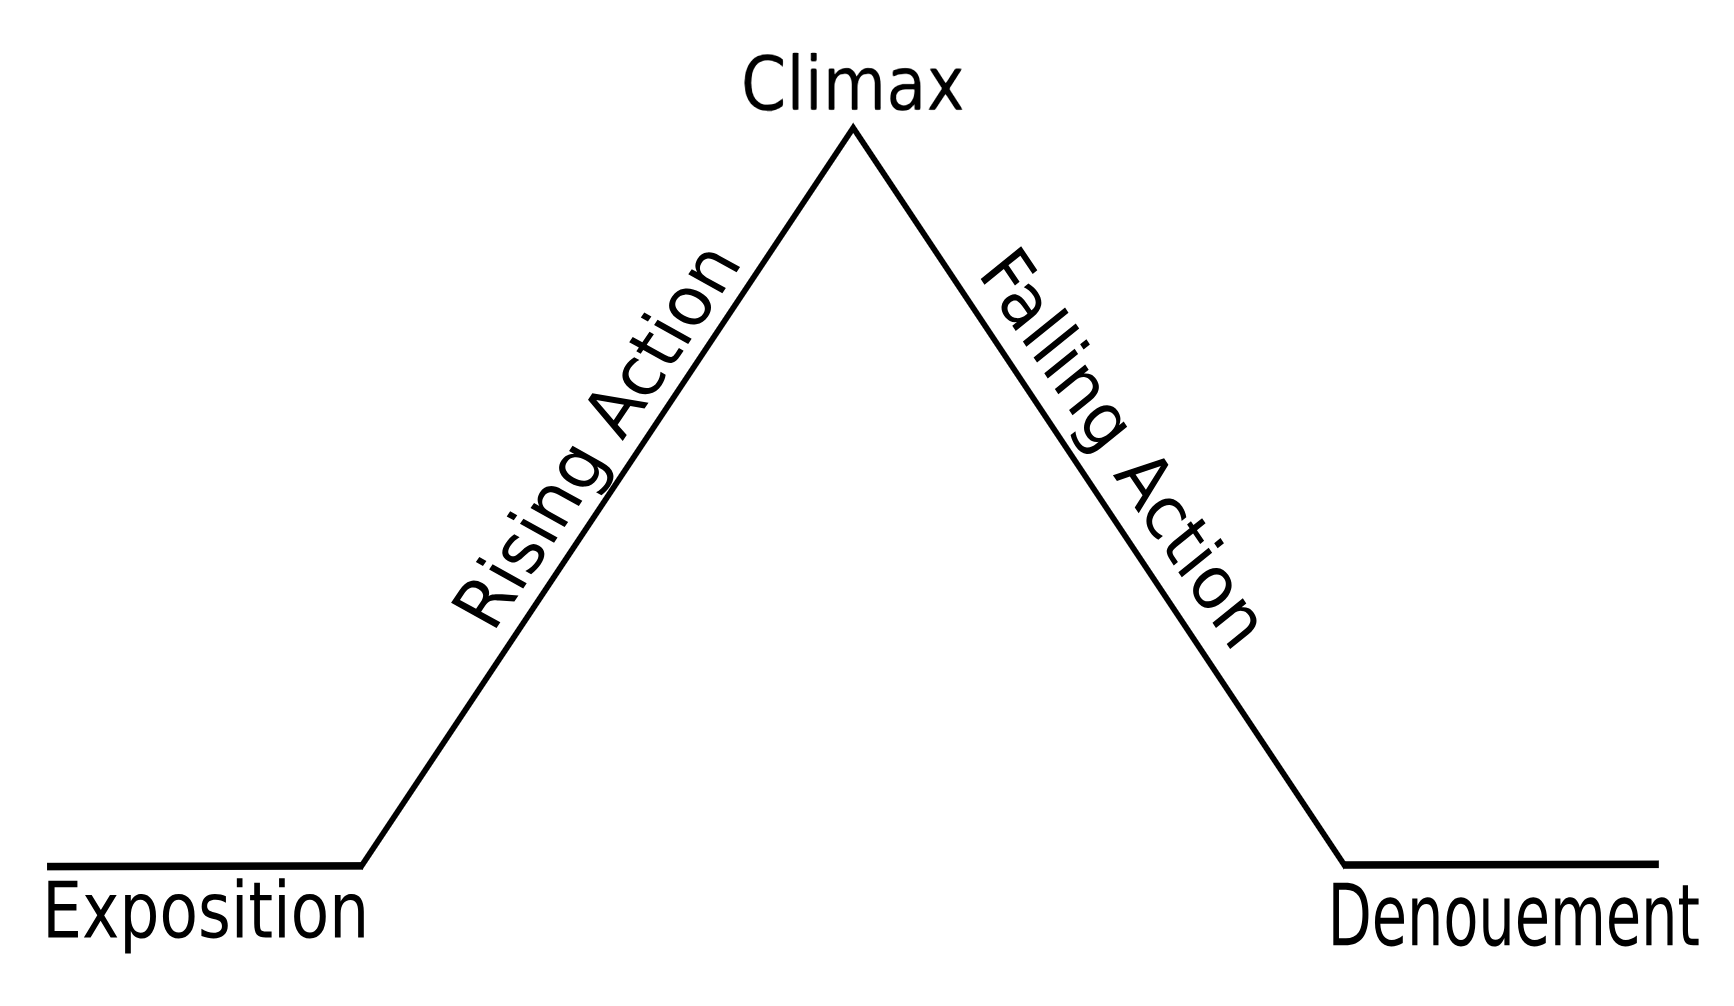 Climax
Rising Action
Falling Action
Exposition
Denouement